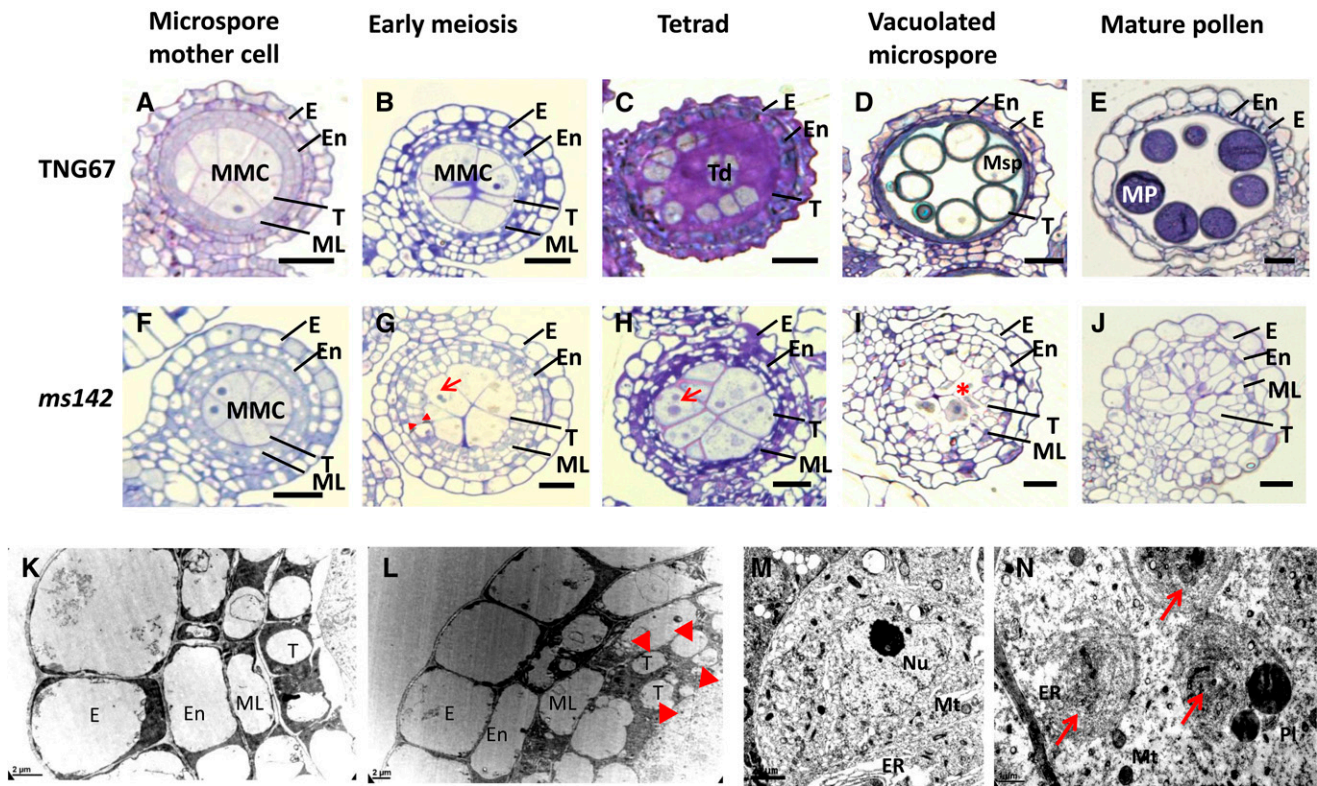 Microspore
mother cell
Early meiosis
Tetrad
Vacuolated
microspore
Mature pollen
TNG67
A
E
En
MMC
T
ML
B
E
En
MMC
T
ML
C
E
En
Td
T
D
En
E
Msp
T
E
En
E
MP
ms142
F
E
En
MMC
T
ML
G
E
En
T
ML
H
E
En
T
ML
I
E
En
*
T
ML
J
E
En
ML
T
K
T
E
En
ML
2 μm
L
T
T
E
ML
En
2 μm
M
Nu
Mt
ER
N
ER
Mt
Pl